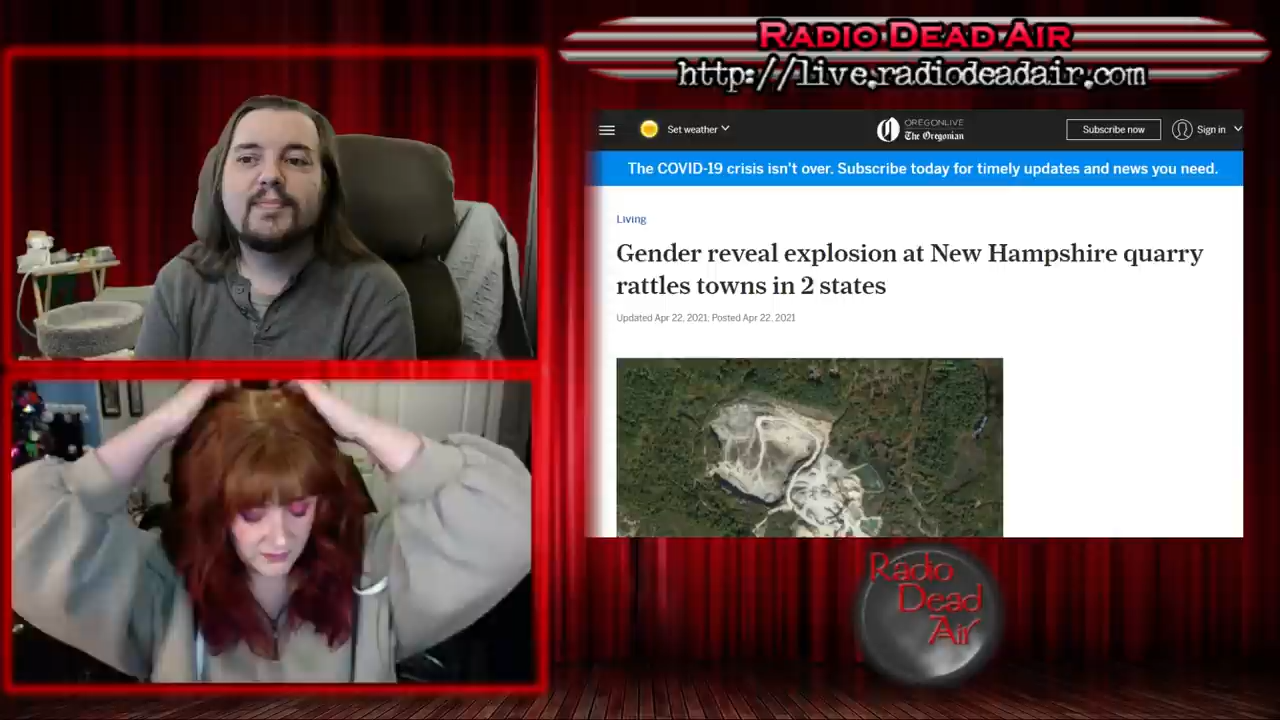 RADIO DEAD AIR
http://live.radiodeadair.com
Set weather
OREGONLIVE
The Oregonian
Subscribe now
Sign in
The COVID-19 crisis isn't over. Subscribe today for timely updates and news you need.
Living
Gender reveal explosion at New Hampshire quarry
rattles towns in 2 states
Updated Apr 22, 2021; Posted Apr 22, 2021
Radio
Dead
Air